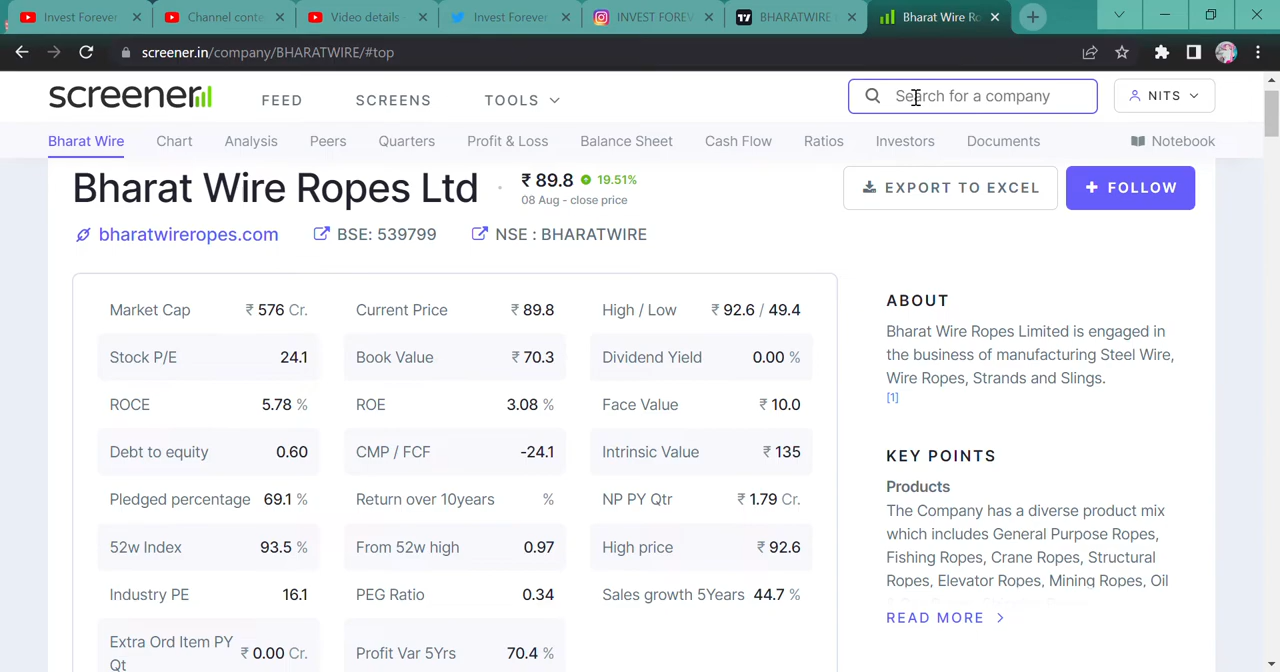 Invest Forever
Channel conte
Video details
Invest Forever
INVEST FOREV
BHARATWIRE
Bharat Wire Ro
screener.in/company/BHARATWIRE/#top
screener
FEED
SCREENS
TOOLS
Search for a company
NITS
Bharat Wire
Chart
Analysis
Peers
Quarters
Profit & Loss
Balance Sheet
Cash Flow
Ratios
Investors
Documents
Notebook
Bharat Wire Ropes Ltd
₹ 89.8 19.51%
08 Aug - close price
EXPORT TO EXCEL
+ FOLLOW
bharatwireropes.com
BSE: 539799
NSE : BHARATWIRE
Market Cap ₹ 576 Cr.
Current Price ₹ 89.8
High / Low ₹ 92.6 / 49.4
Stock P/E 24.1
Book Value ₹ 70.3
Dividend Yield 0.00 %
ROCE 5.78 %
ROE 3.08 %
Face Value ₹ 10.0
Debt to equity 0.60
CMP / FCF -24.1
Intrinsic Value ₹ 135
Pledged percentage 69.1 %
Return over 10years %
NP PY Qtr ₹ 1.79 Cr.
52w Index 93.5 %
From 52w high 0.97
High price ₹ 92.6
Industry PE 16.1
PEG Ratio 0.34
Sales growth 5Years 44.7 %
Extra Ord Item PY
Qt
₹ 0.00 Cr.
Profit Var 5Yrs 70.4 %
ABOUT
Bharat Wire Ropes Limited is engaged in
the business of manufacturing Steel Wire,
Wire Ropes, Strands and Slings.
[1]
KEY POINTS
Products
The Company has a diverse product mix
which includes General Purpose Ropes,
Fishing Ropes, Crane Ropes, Structural
Ropes, Elevator Ropes, Mining Ropes, Oil
READ MORE